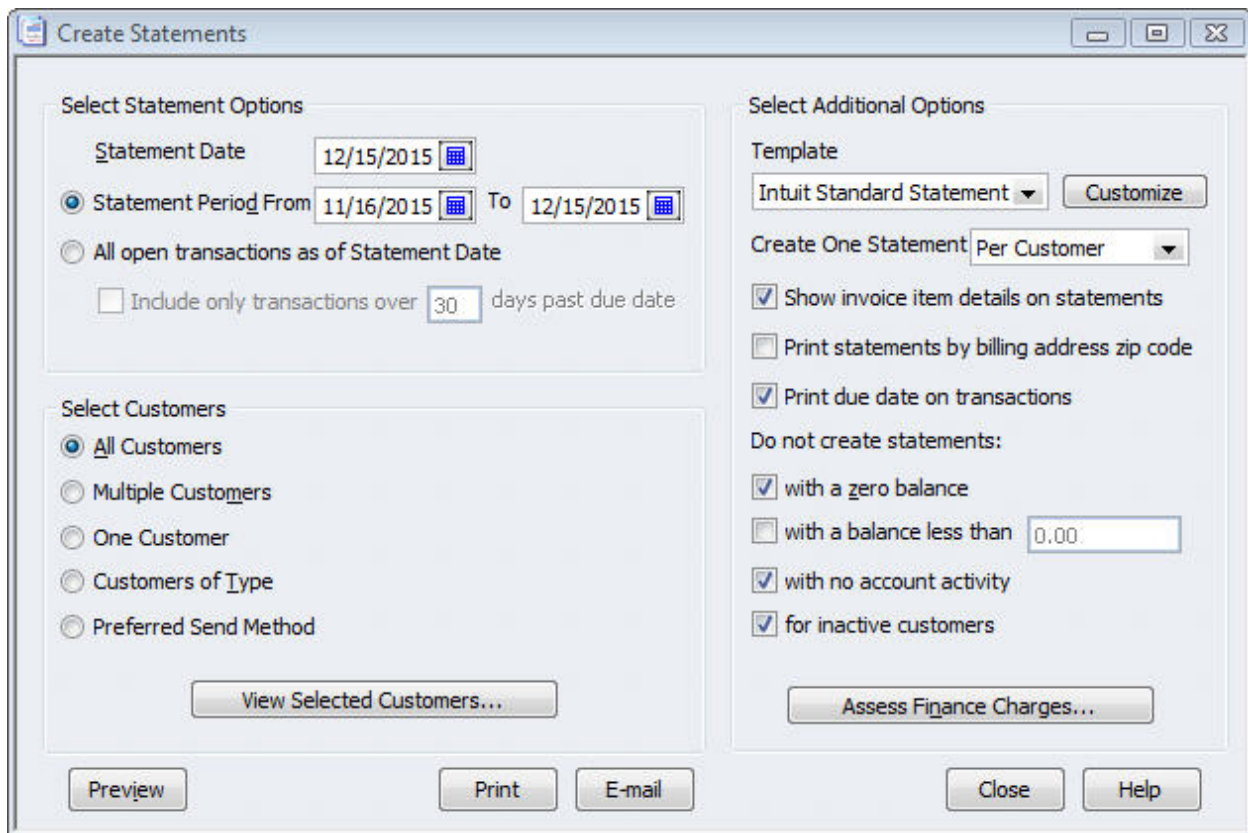 Create Statements
Select Statement Options
Statement Date 12/15/2015
Statement Period From 11/16/2015 To 12/15/2015
All open transactions as of Statement Date
Include only transactions over 30 days past due date
Select Customers
All Customers
Multiple Customers
One Customer
Customers of Type
Preferred Send Method
View Selected Customers...
Select Additional Options
Template
Intuit Standard Statement Customize
Create One Statement Per Customer
Show invoice item details on statements
Print statements by billing address zip code
Print due date on transactions
Do not create statements:
with a zero balance
with a balance less than 0.00
with no account activity
for inactive customers
Assess Finance Charges...
Preview Print E-mail Close Help